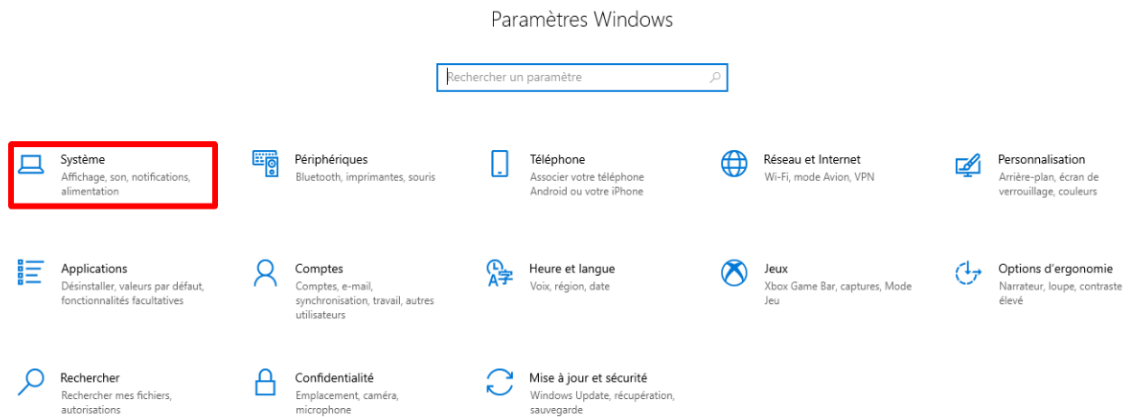 Paramètres Windows
Rechercher un paramètre
Système
Affichage, son, notifications,
alimentation
Périphériques
Bluetooth, imprimantes, souris
Téléphone
Associer votre téléphone
Android ou votre iPhone
Réseau et Internet
Wi-Fi, mode Avion, VPN
Personnalisation
Arrière-plan, écran de
verrouillage, couleurs
Applications
Désinstaller, valeurs par défaut,
fonctionnalités facultatives
Comptes
Comptes, e-mail,
synchronisation, travail, autres
utilisateurs
Heure et langue
Voix, région, date
Jeux
Xbox Game Bar, captures, Mode
Jeu
Options d'ergonomie
Narrateur, loupe, contraste
élevé
Rechercher
Rechercher mes fichiers,
autorisations
Confidentialité
Emplacement, caméra,
microphone
Mise à jour et sécurité
Windows Update, récupération,
sauvegarde